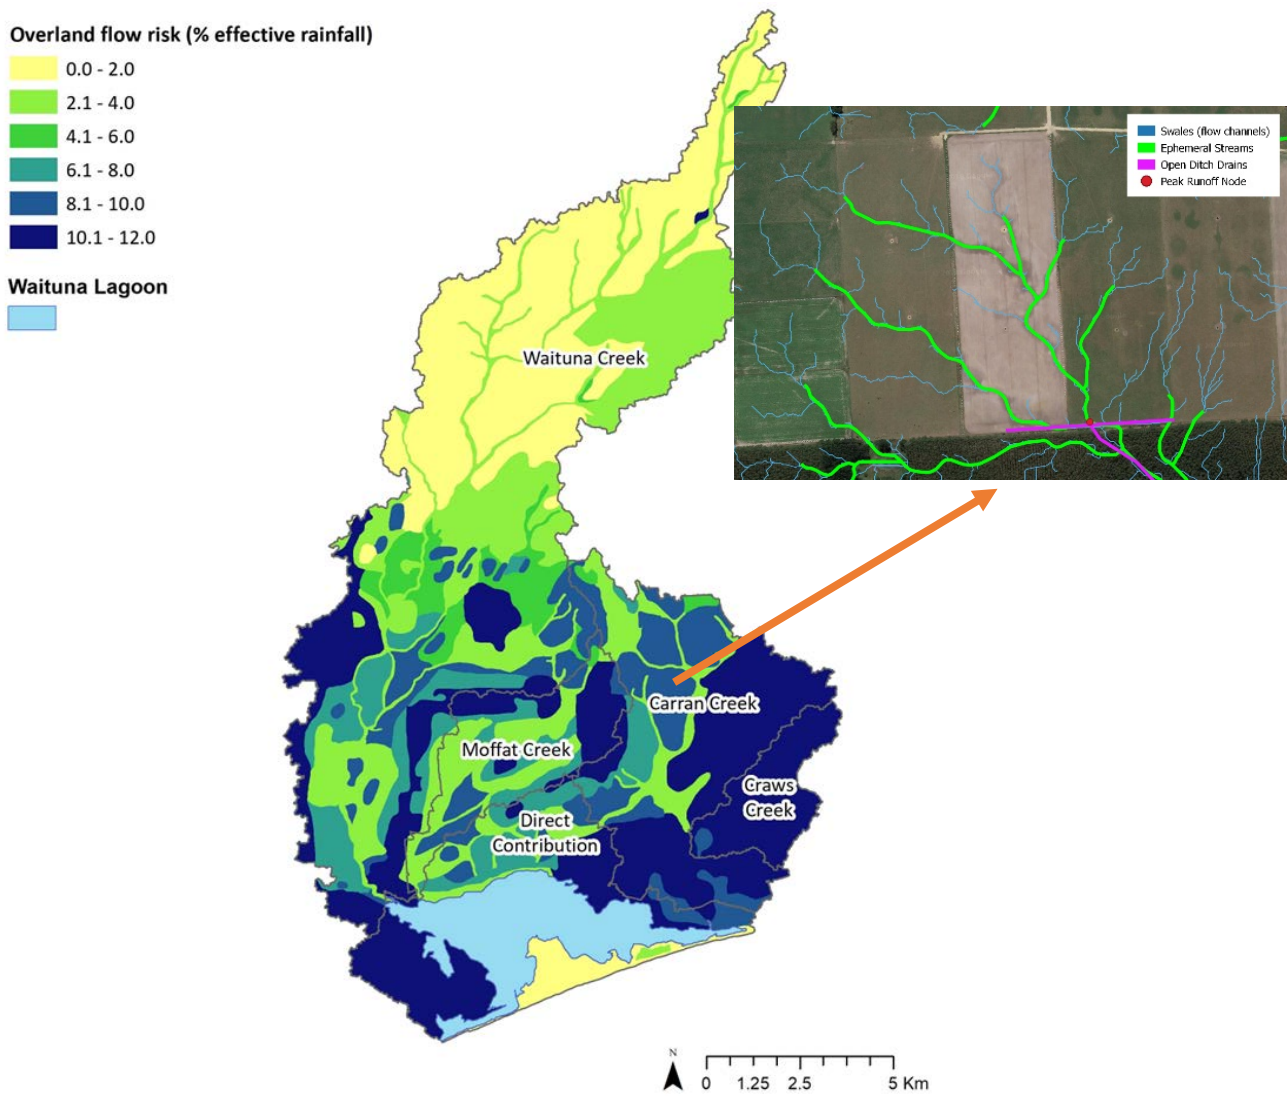 Overland flow risk (% effective rainfall)
0.0 - 2.0
2.1 - 4.0
4.1 - 6.0
6.1 - 8.0
8.1 - 10.0
10.1 - 12.0
Waituna Lagoon
Swales (flow channels)
Ephemeral Streams
Open Ditch Drains
Peak Runoff Node
Waituna Creek
Carran Creek
Moffat Creek
Craws
Creek
Direct
Contribution
N
0 1.25 2.5 5 Km